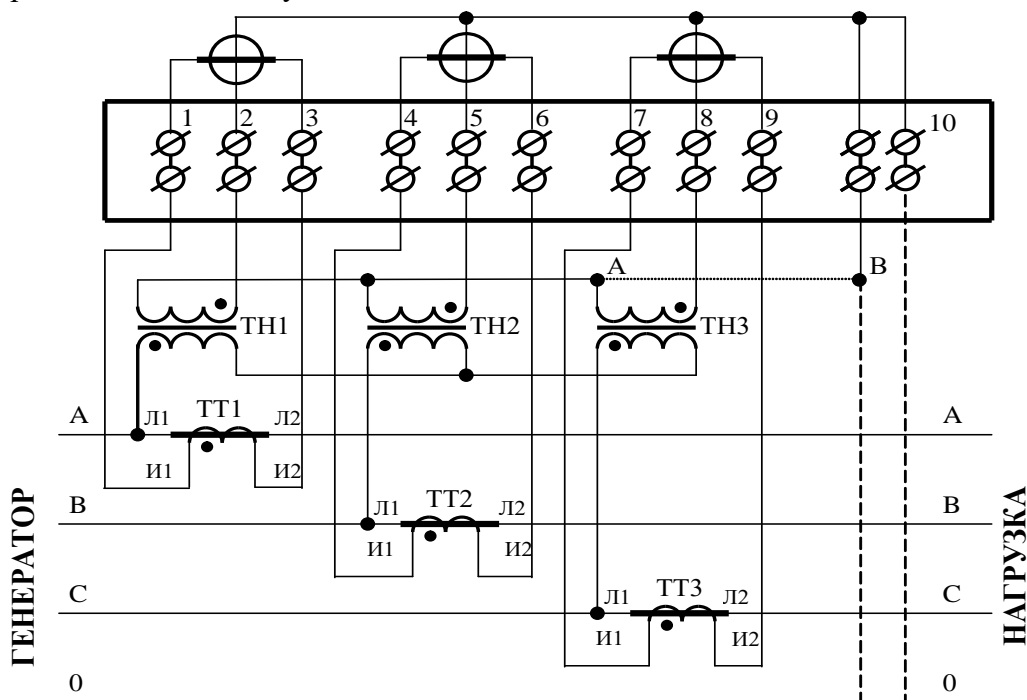 1 2 3 4 5 6 7 8 9 10
А В
ТН1 ТН2 ТН3
А Л1 ТТ1 Л2 А
И1 И2
В Л1 ТТ2 Л2 В
И1 И2
С Л1 ТТ3 Л2 С
И1 И2
0 0
ГЕНЕРАТОР
НАГРУЗКА